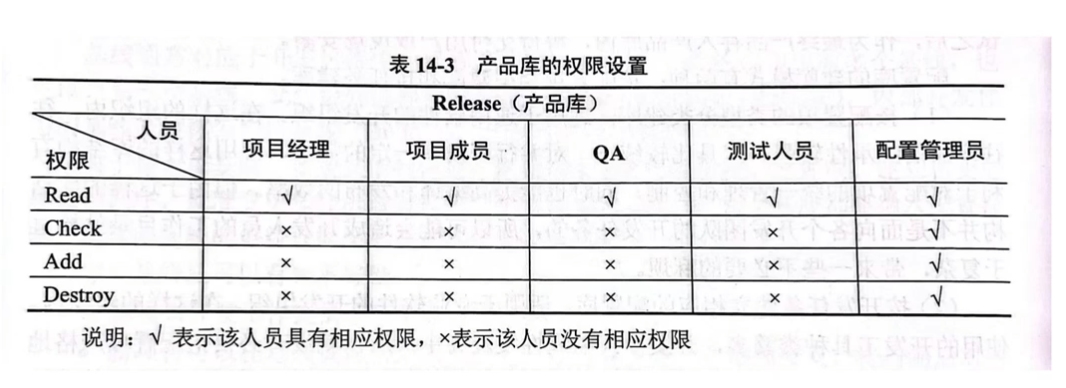 表 14-3 产品库的权限设置
Release（产品库）
人员
权限 项目经理 项目成员 QA 测试人员 配置管理员
Read √ √ √ √ √
Check × × × × √
Add × × × × √
Destroy × × × × √
说明：√ 表示该人员具有相应权限，×表示该人员没有相应权限